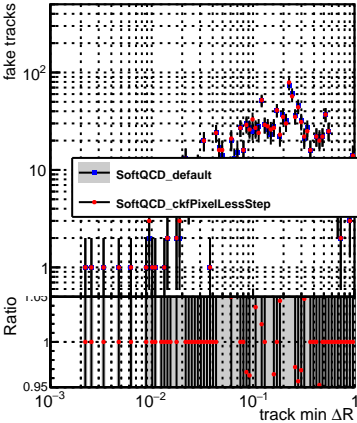 fake tracks
10²
10
SoftQCD_default
SoftQCD_ckfPixelLessStep
1
Ratio
1.05
1
0.95
10⁻³ 10⁻² 10⁻¹ 1
track min ΔR